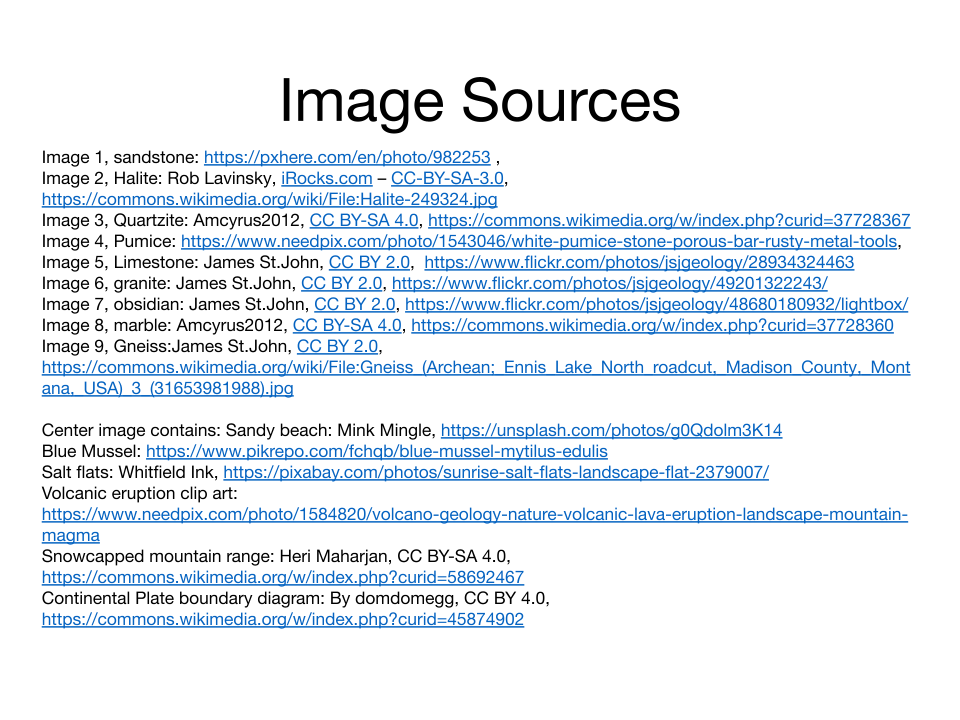 Image Sources
Image 1, sandstone: https://pxhere.com/en/photo/982253 ,
Image 2, Halite: Rob Lavinsky, iRocks.com – CC-BY-SA-3.0,
https://commons.wikimedia.org/wiki/File:Halite-249324.jpg
Image 3, Quartzite: Amcyrus2012, CC BY-SA 4.0, https://commons.wikimedia.org/w/index.php?curid=37728367
Image 4, Pumice: https://www.needpix.com/photo/1543046/white-pumice-stone-porous-bar-rusty-metal-tools,
Image 5, Limestone: James St.John, CC BY 2.0,  https://www.flickr.com/photos/jsjgeology/28934324463
Image 6, granite: James St.John, CC BY 2.0, https://www.flickr.com/photos/jsjgeology/49201322243/
Image 7, obsidian: James St.John, CC BY 2.0, https://www.flickr.com/photos/jsjgeology/48680180932/lightbox/
Image 8, marble: Amcyrus2012, CC BY-SA 4.0, https://commons.wikimedia.org/w/index.php?curid=37728360
Image 9, Gneiss:James St.John, CC BY 2.0,
https://commons.wikimedia.org/wiki/File:Gneiss_(Archean;_Ennis_Lake_North_roadcut,_Madison_County,_Mont
ana,_USA)_3_(31653981988).jpg
Center image contains: Sandy beach: Mink Mingle, https://unsplash.com/photos/g0Qdolm3K14
Blue Mussel: https://www.pikrepo.com/fchqb/blue-mussel-mytilus-edulis
Salt flats: Whitfield Ink, https://pixabay.com/photos/sunrise-salt-flats-landscape-flat-2379007/
Volcanic eruption clip art:
https://www.needpix.com/photo/1584820/volcano-geology-nature-volcanic-lava-eruption-landscape-mountain-
magma
Snowcapped mountain range: Heri Maharjan, CC BY-SA 4.0,
https://commons.wikimedia.org/w/index.php?curid=58692467
Continental Plate boundary diagram: By domdomegg, CC BY 4.0,
https://commons.wikimedia.org/w/index.php?curid=45874902